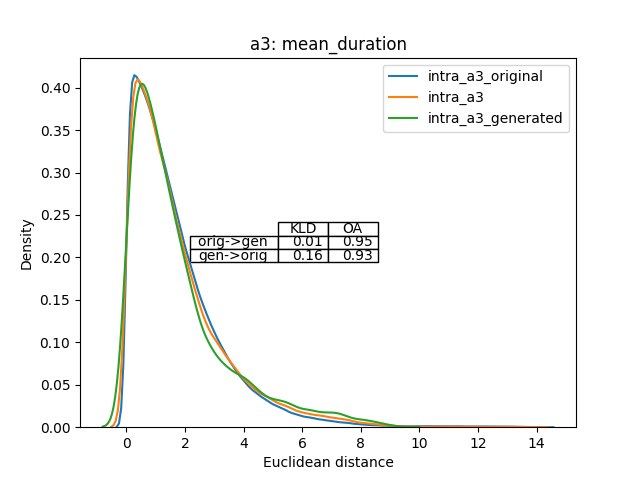 a3: mean_duration
intra_a3_original
intra_a3
intra_a3_generated
KLD OA
orig->gen 0.01 0.95
gen->orig 0.16 0.93
Density
0.40
0.35
0.30
0.25
0.20
0.15
0.10
0.05
0.00
0 2 4 6 8 10 12 14
Euclidean distance